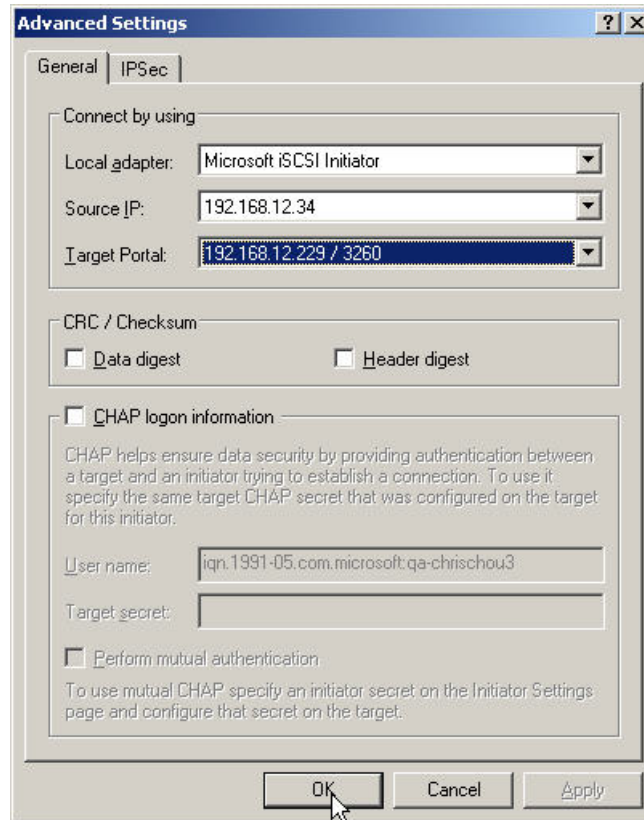 Advanced Settings
General IPSec
Connect by using
Local adapter: Microsoft iSCSI Initiator
Source IP: 192.168.12.34
Target Portal: 192.168.12.229 / 3260
CRC / Checksum
Data digest Header digest
CHAP logon information
CHAP helps ensure data security by providing authentication between
a target and an initiator trying to establish a connection. To use it
specify the same target CHAP secret that was configured on the target
for this initiator.
User name: iqn.1991-05.com.microsoft:qa-chrischou3
Target secret:
Perform mutual authentication
To use mutual CHAP specify an initiator secret on the Initiator Settings
page and configure that secret on the target.
OK Cancel Apply